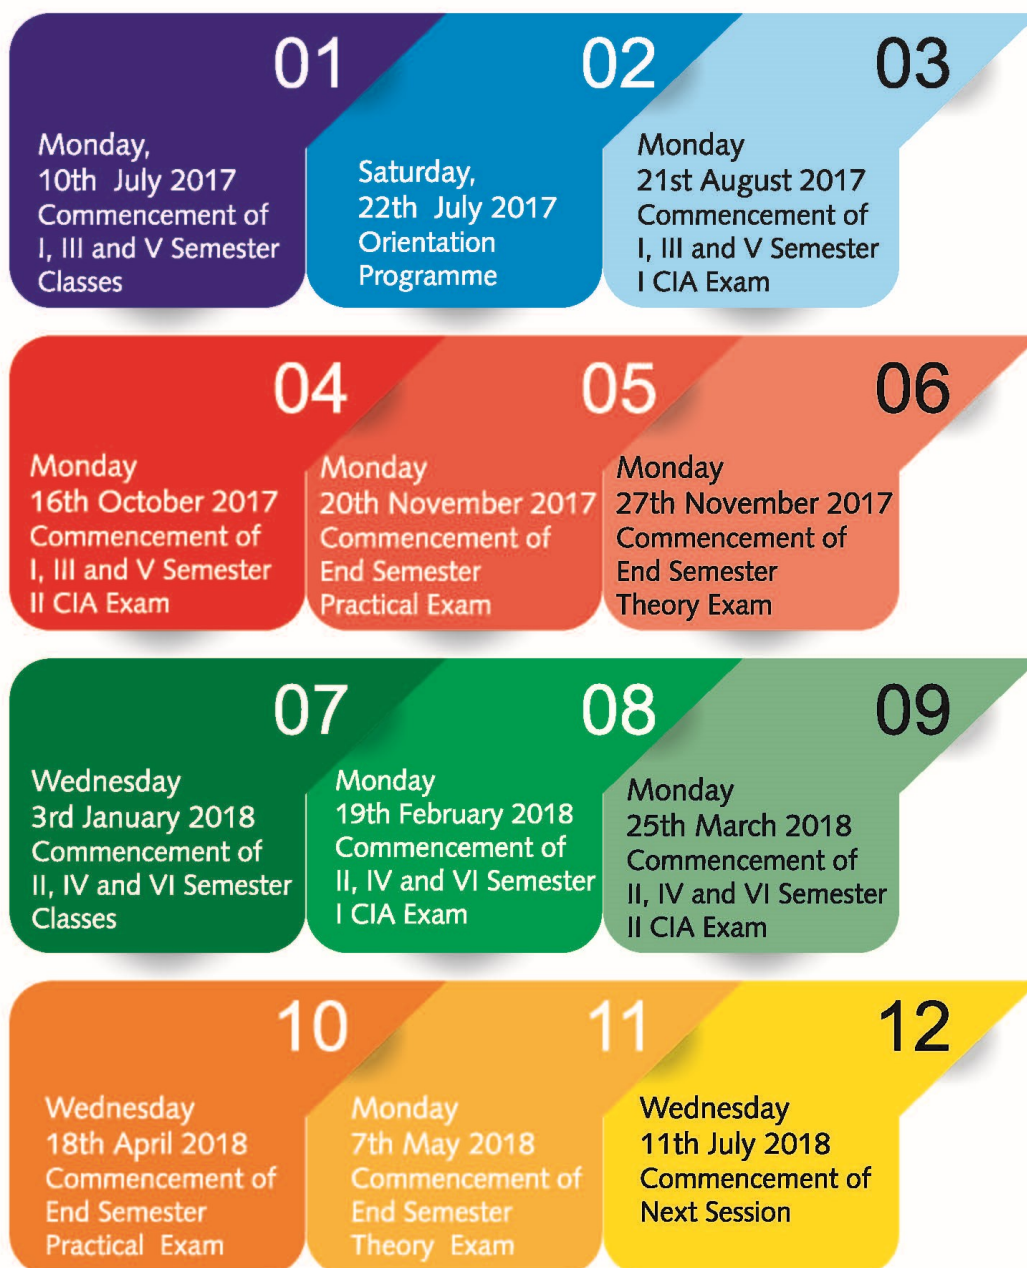 01
Monday,
10th July 2017
Commencement of
I, III and V Semester
Classes
02
Saturday,
22th July 2017
Orientation
Programme
03
Monday
21st August 2017
Commencement of
I, III and V Semester
I CIA Exam
04
Monday
16th October 2017
Commencement of
I, III and V Semester
II CIA Exam
05
Monday
20th November 2017
Commencement of
End Semester
Practical Exam
06
Monday
27th November 2017
Commencement of
End Semester
Theory Exam
07
Wednesday
3rd January 2018
Commencement of
II, IV and VI Semester
Classes
08
Monday
19th February 2018
Commencement of
II, IV and VI Semester
I CIA Exam
09
Monday
25th March 2018
Commencement of
II, IV and VI Semester
II CIA Exam
10
Wednesday
18th April 2018
Commencement of
End Semester
Practical Exam
11
Monday
7th May 2018
Commencement of
End Semester
Theory Exam
12
Wednesday
11th July 2018
Commencement of
Next Session